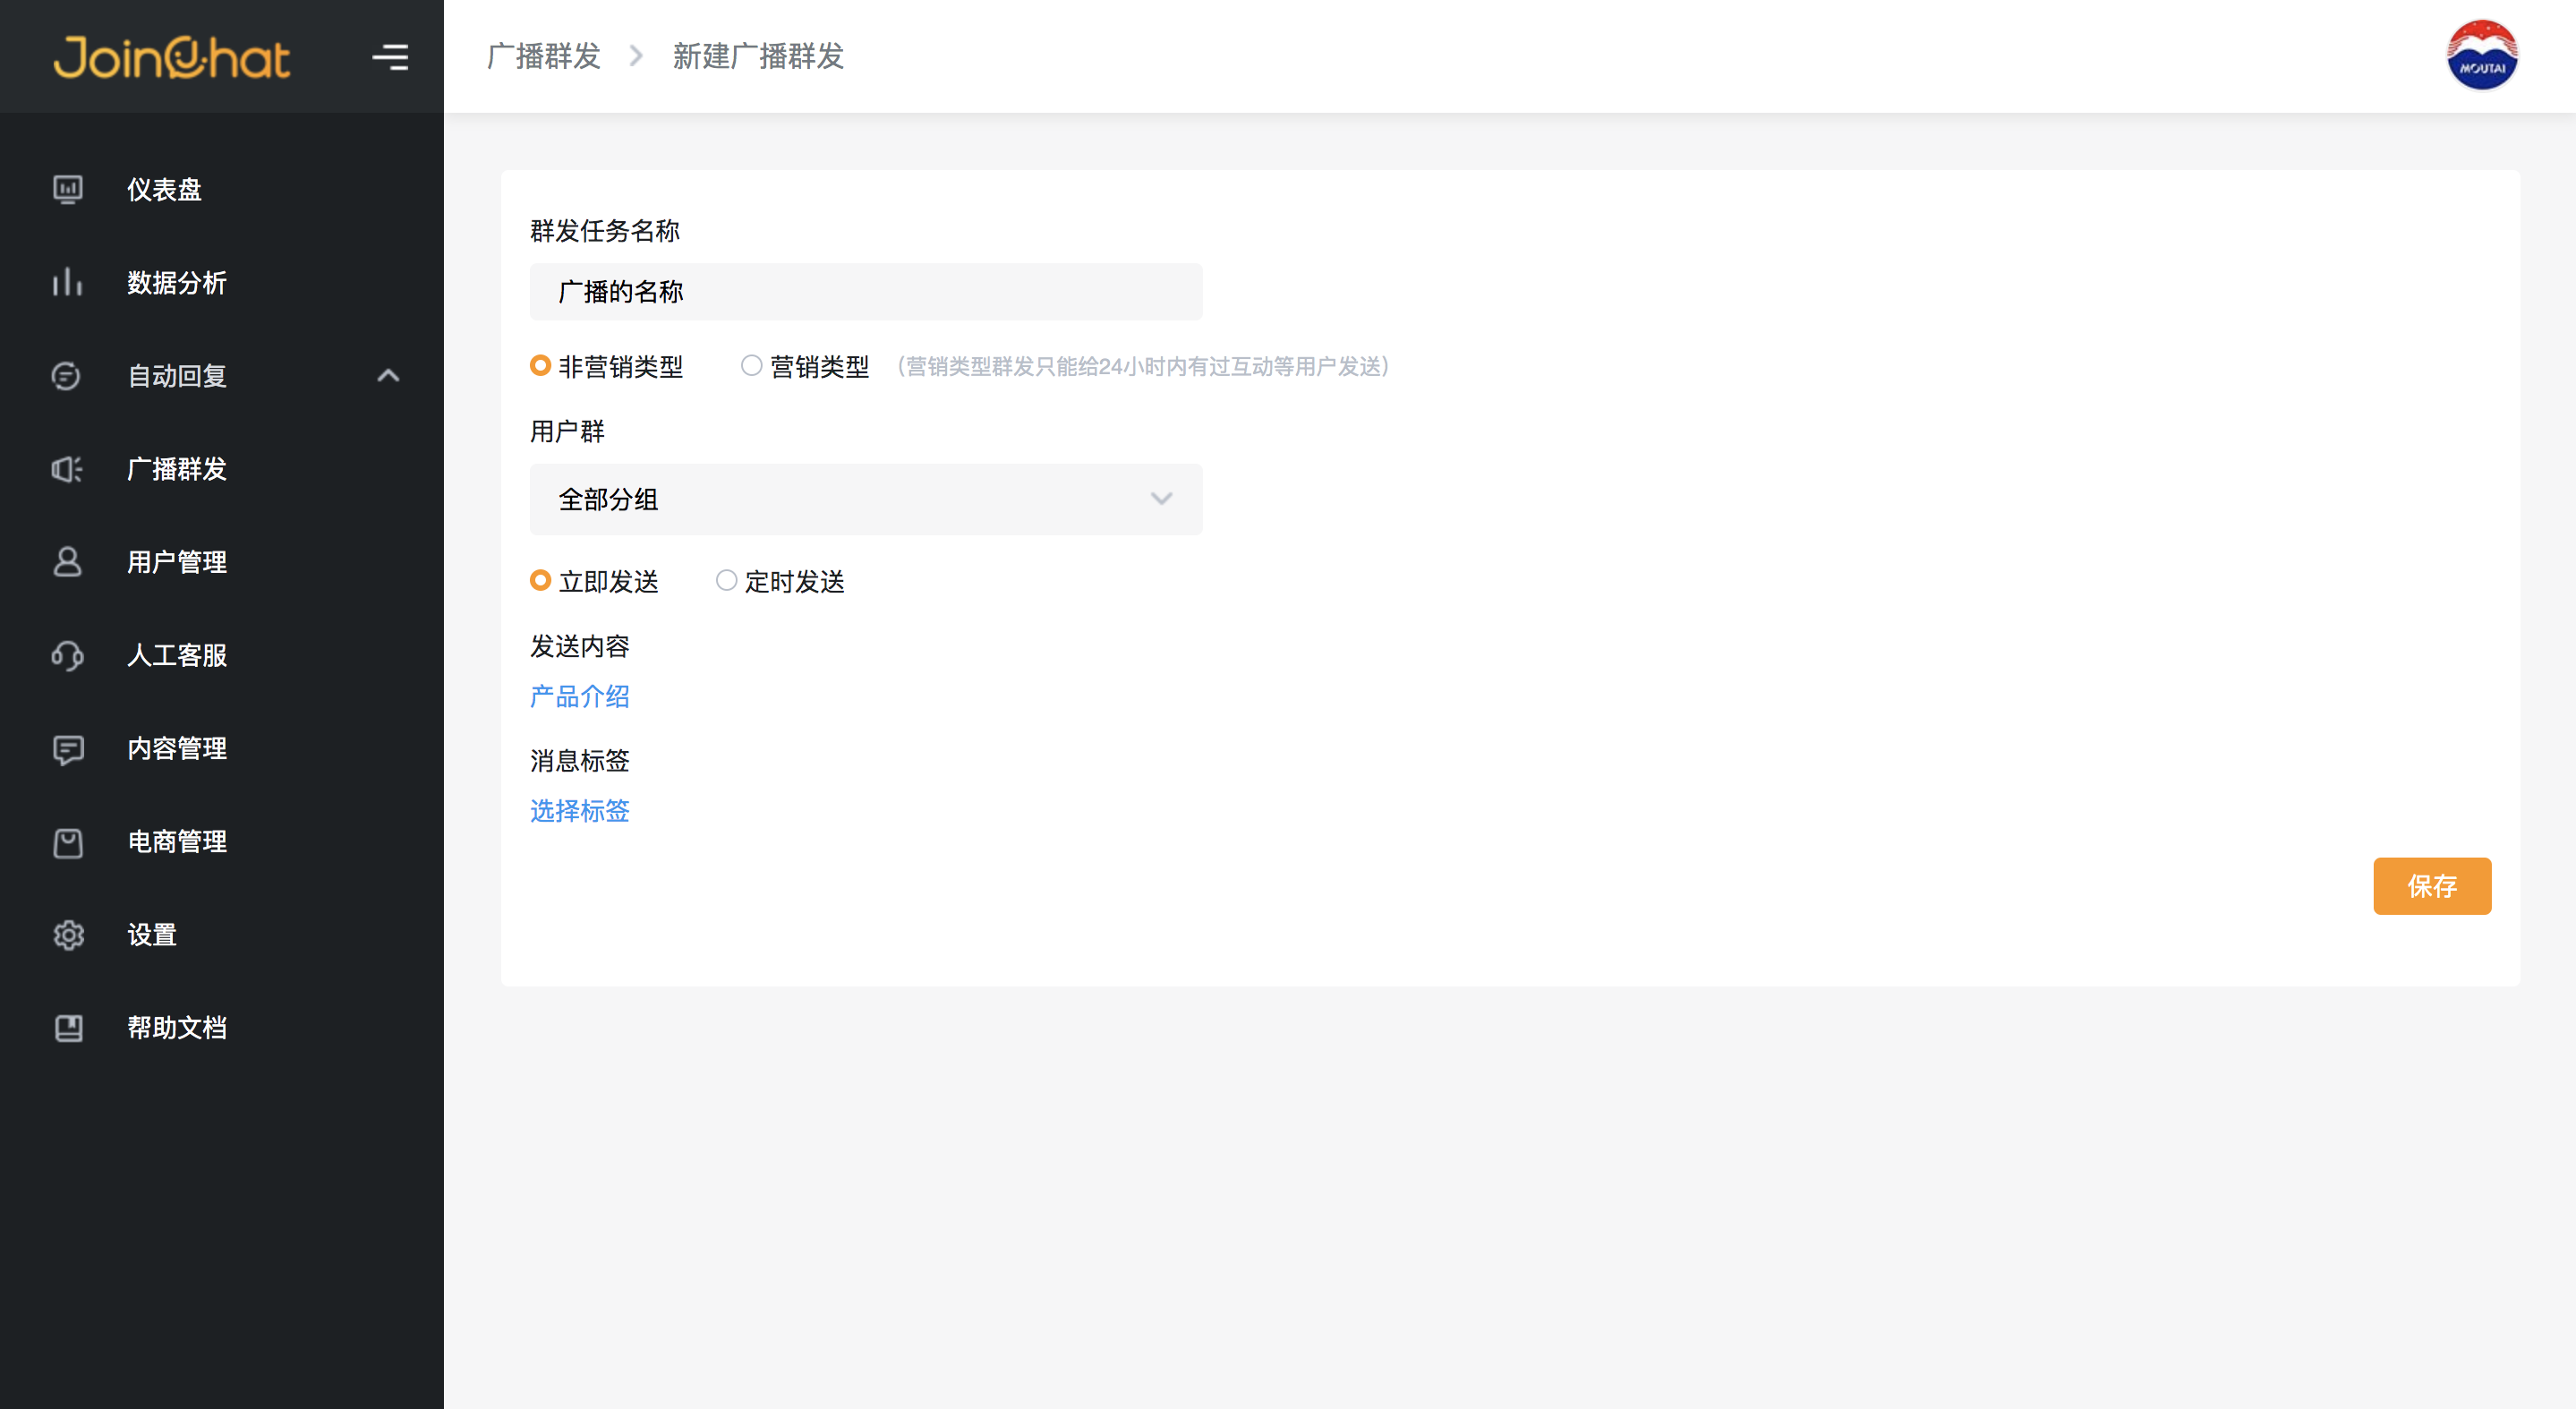 JoinChat
广播群发
新建广播群发
MOUTAI
仪表盘
数据分析
自动回复
广播群发
用户管理
人工客服
内容管理
电商管理
设置
帮助文档
群发任务名称
广播的名称
非营销类型 营销类型 (营销类型群发只能给24小时内有过互动等用户发送)
用户群
全部分组
立即发送 定时发送
发送内容
产品介绍
消息标签
选择标签
保存